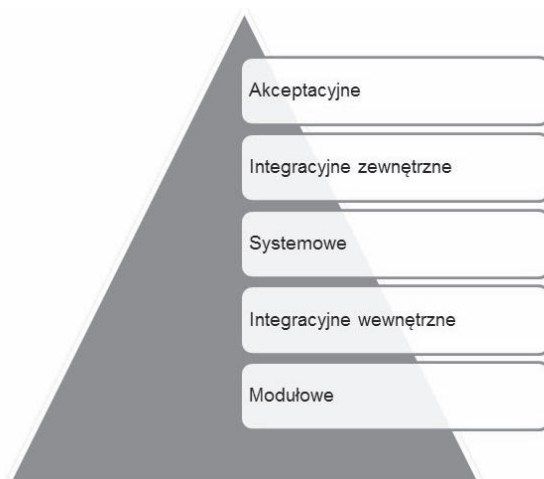 Akceptacyjne
Integracyjne zewnętrzne
Systemowe
Integracyjne wewnętrzne
Modułowe